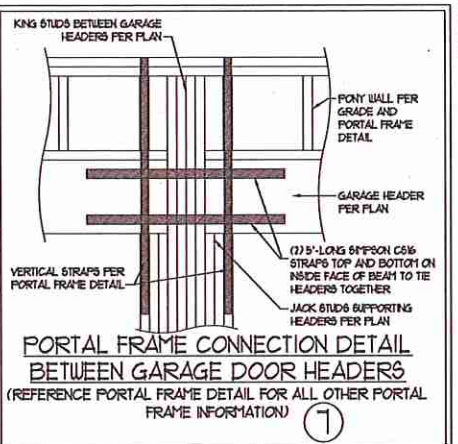 KING STUDS BETWEEN GARAGE
HEADERS PER PLAN
PONY WALL PER
GRADE AND
PORTAL FRAME
DETAIL
GARAGE HEADER
PER PLAN
(2) 5'-LONG SIMPSON CS16
STRAPS TOP AND BOTTOM ON
INSIDE FACE OF BEAM TO TIE
HEADERS TOGETHER
VERTICAL STRAPS PER
PORTAL FRAME DETAIL
JACK STUDS SUPPORTING
HEADERS PER PLAN
PORTAL FRAME CONNECTION DETAIL
BETWEEN GARAGE DOOR HEADERS
(REFERENCE PORTAL FRAME DETAIL FOR ALL OTHER PORTAL
FRAME INFORMATION)
7